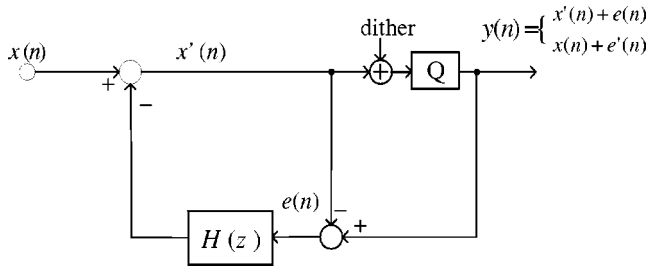 dither
y(n) = { x'(n) + e(n)
x(n) + e'(n)
x(n)
x'(n)
+
+
Q
−
e(n)
−
+
H(z)